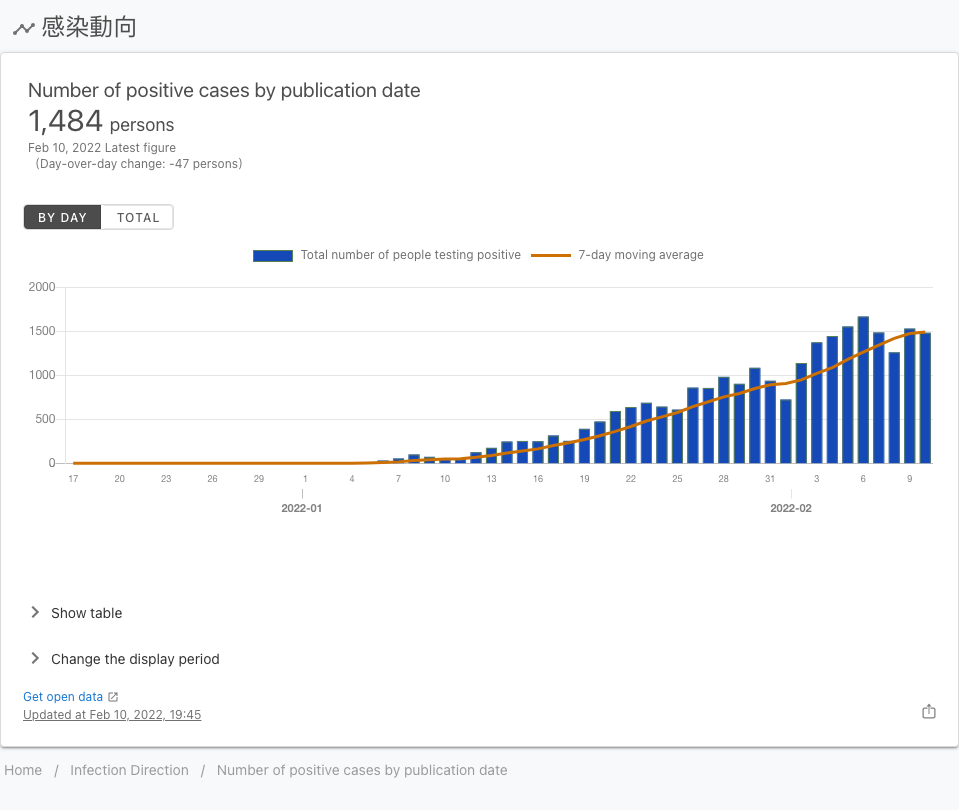 感染動向
Number of positive cases by publication date
1,484 persons
Feb 10, 2022 Latest figure
(Day-over-day change: -47 persons)
BY DAY TOTAL
Total number of people testing positive 7-day moving average
2000
1500
1000
500
0
17 20 23 26 29 1 4 7 10 13 16 19 22 25 28 31 3 6 9
2022-01 2022-02
Show table
Change the display period
Get open data
Updated at Feb 10, 2022, 19:45
Home / Infection Direction / Number of positive cases by publication date